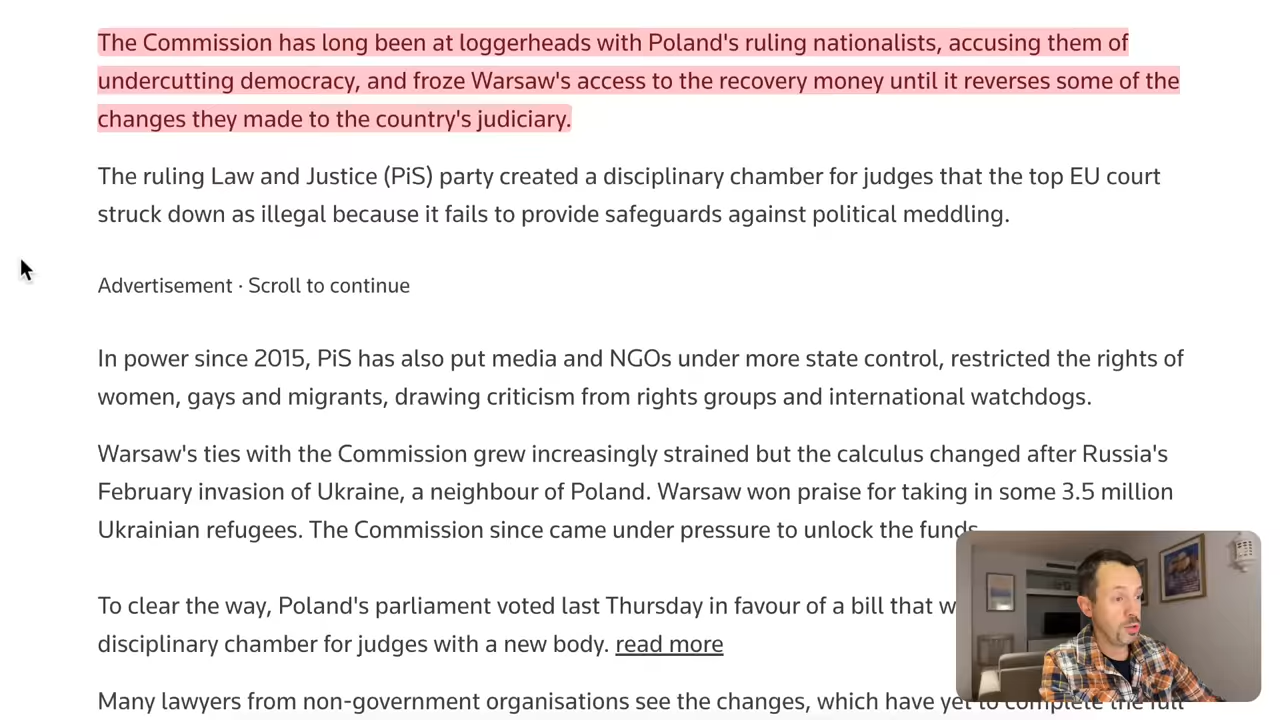 The Commission has long been at loggerheads with Poland's ruling nationalists, accusing them of
undercutting democracy, and froze Warsaw's access to the recovery money until it reverses some of the
changes they made to the country's judiciary.
The ruling Law and Justice (PiS) party created a disciplinary chamber for judges that the top EU court
struck down as illegal because it fails to provide safeguards against political meddling.
Advertisement · Scroll to continue
In power since 2015, PiS has also put media and NGOs under more state control, restricted the rights of
women, gays and migrants, drawing criticism from rights groups and international watchdogs.
Warsaw's ties with the Commission grew increasingly strained but the calculus changed after Russia's
February invasion of Ukraine, a neighbour of Poland. Warsaw won praise for taking in some 3.5 million
Ukrainian refugees. The Commission since came under pressure to unlock the funds
To clear the way, Poland's parliament voted last Thursday in favour of a bill that
disciplinary chamber for judges with a new body. read more
Many lawyers from non-government organisations see the changes, which have yet to complete the full